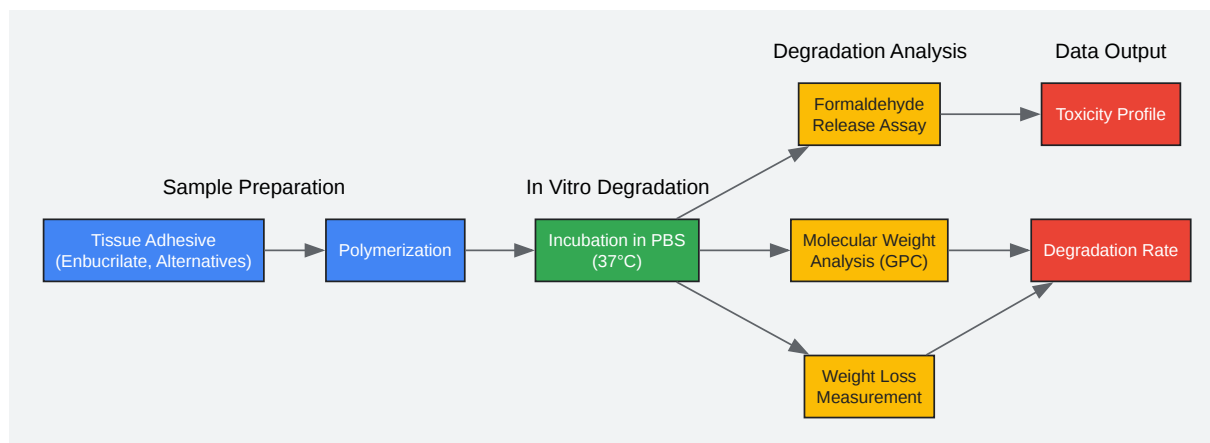 Sample Preparation
Tissue Adhesive
(Enbucrilate, Alternatives)
Polymerization
In Vitro Degradation
Incubation in PBS
(37°C)
Degradation Analysis
Formaldehyde
Release Assay
Molecular Weight
Analysis (GPC)
Weight Loss
Measurement
Data Output
Toxicity Profile
Degradation Rate